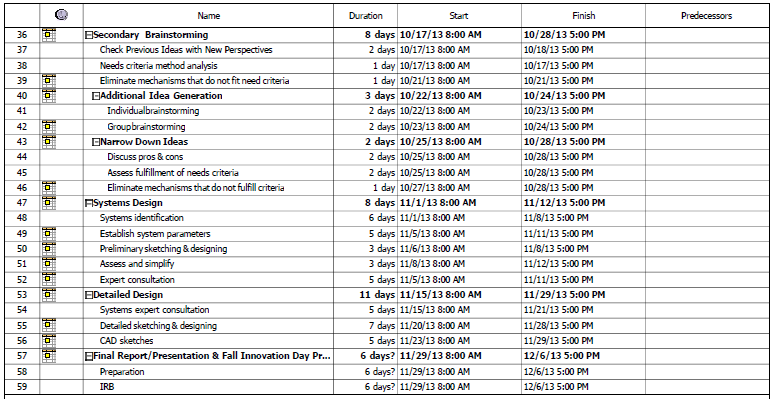 Name Duration Start Finish Predecessors
36 Secondary Brainstorming 8 days 10/17/13 8:00 AM 10/28/13 5:00 PM
37 Check Previous Ideas with New Perspectives 2 days 10/17/13 8:00 AM 10/18/13 5:00 PM
38 Needs criteria method analysis 1 day 10/17/13 8:00 AM 10/17/13 5:00 PM
39 Eliminate mechanisms that do not fit need criteria 1 day 10/21/13 8:00 AM 10/21/13 5:00 PM
40 Additional Idea Generation 3 days 10/22/13 8:00 AM 10/24/13 5:00 PM
41 Individualbrainstorming 2 days 10/22/13 8:00 AM 10/23/13 5:00 PM
42 Groupbrainstorming 2 days 10/23/13 8:00 AM 10/24/13 5:00 PM
43 Narrow Down Ideas 2 days 10/25/13 8:00 AM 10/28/13 5:00 PM
44 Discuss pros & cons 2 days 10/25/13 8:00 AM 10/28/13 5:00 PM
45 Assess fulfillment of needs criteria 2 days 10/25/13 8:00 AM 10/28/13 5:00 PM
46 Eliminate mechanisms that do not fulfill criteria 1 day 10/27/13 8:00 AM 10/28/13 5:00 PM
47 Systems Design 8 days 11/1/13 8:00 AM 11/12/13 5:00 PM
48 Systems identification 6 days 11/1/13 8:00 AM 11/8/13 5:00 PM
49 Establish system parameters 5 days 11/5/13 8:00 AM 11/11/13 5:00 PM
50 Preliminary sketching & designing 3 days 11/6/13 8:00 AM 11/8/13 5:00 PM
51 Assess and simplify 3 days 11/8/13 8:00 AM 11/12/13 5:00 PM
52 Expert consultation 5 days 11/5/13 8:00 AM 11/11/13 5:00 PM
53 Detailed Design 11 days 11/15/13 8:00 AM 11/29/13 5:00 PM
54 Systems expert consultation 5 days 11/15/13 8:00 AM 11/21/13 5:00 PM
55 Detailed sketching & designing 7 days 11/20/13 8:00 AM 11/28/13 5:00 PM
56 CAD sketches 5 days 11/23/13 8:00 AM 11/29/13 5:00 PM
57 Final Report/Presentation & Fall Innovation Day Pr... 6 days? 11/29/13 8:00 AM 12/6/13 5:00 PM
58 Preparation 6 days? 11/29/13 8:00 AM 12/6/13 5:00 PM
59 IRB 6 days? 11/29/13 8:00 AM 12/6/13 5:00 PM